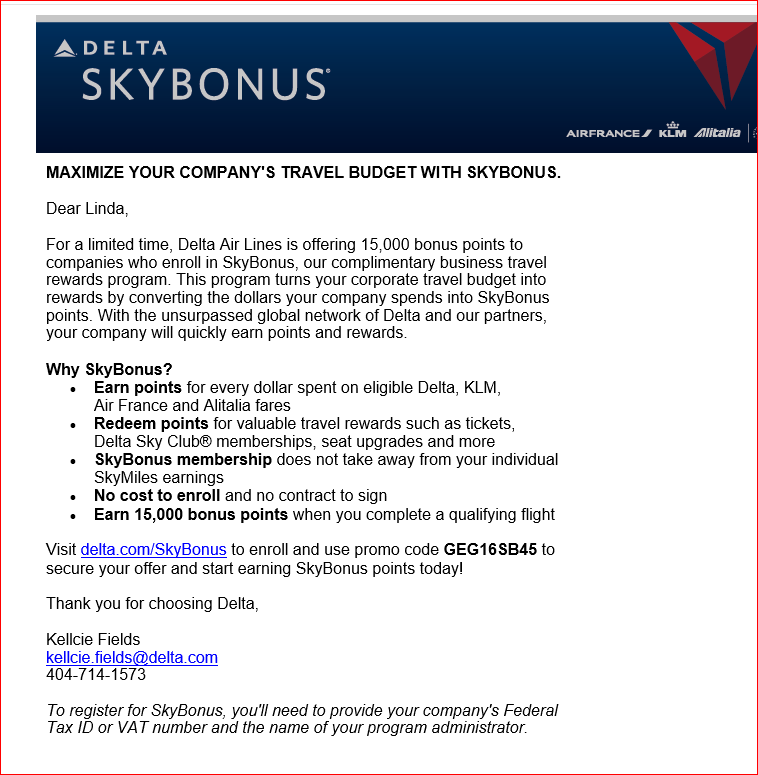 DELTA
SKYBONUS®
AIRFRANCE KLM Alitalia
MAXIMIZE YOUR COMPANY'S TRAVEL BUDGET WITH SKYBONUS.
Dear Linda,
For a limited time, Delta Air Lines is offering 15,000 bonus points to
companies who enroll in SkyBonus, our complimentary business travel
rewards program. This program turns your corporate travel budget into
rewards by converting the dollars your company spends into SkyBonus
points. With the unsurpassed global network of Delta and our partners,
your company will quickly earn points and rewards.
Why SkyBonus?
• Earn points for every dollar spent on eligible Delta, KLM,
Air France and Alitalia fares
• Redeem points for valuable travel rewards such as tickets,
Delta Sky Club® memberships, seat upgrades and more
• SkyBonus membership does not take away from your individual
SkyMiles earnings
• No cost to enroll and no contract to sign
• Earn 15,000 bonus points when you complete a qualifying flight
Visit delta.com/SkyBonus to enroll and use promo code GEG16SB45 to
secure your offer and start earning SkyBonus points today!
Thank you for choosing Delta,
Kellcie Fields
kellcie.fields@delta.com
404-714-1573
To register for SkyBonus, you'll need to provide your company's Federal
Tax ID or VAT number and the name of your program administrator.